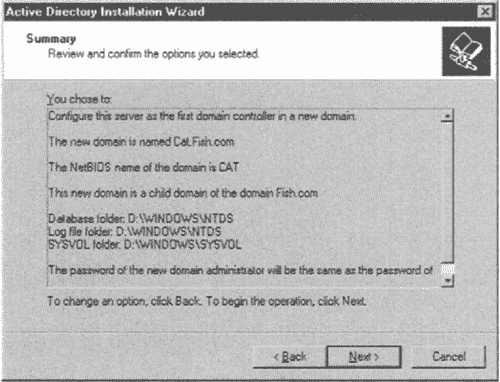 Active Directory Installation Wizard
Summary
Review and confirm the options you selected.
You chose to:
Configure this server as the first domain controller in a new domain.
The new domain is named Cat.Fish.com
The NetBIOS name of the domain is CAT
This new domain is a child domain of the domain Fish.com
Database folder: D:\WINDOWS\NTDS
Log file folder: D:\WINDOWS\NTDS
SYSVOL folder: D:\WINDOWS\SYSVOL
The password of the new domain administrator will be the same as the password of
To change an option, click Back. To begin the operation, click Next.
< Back Next > Cancel